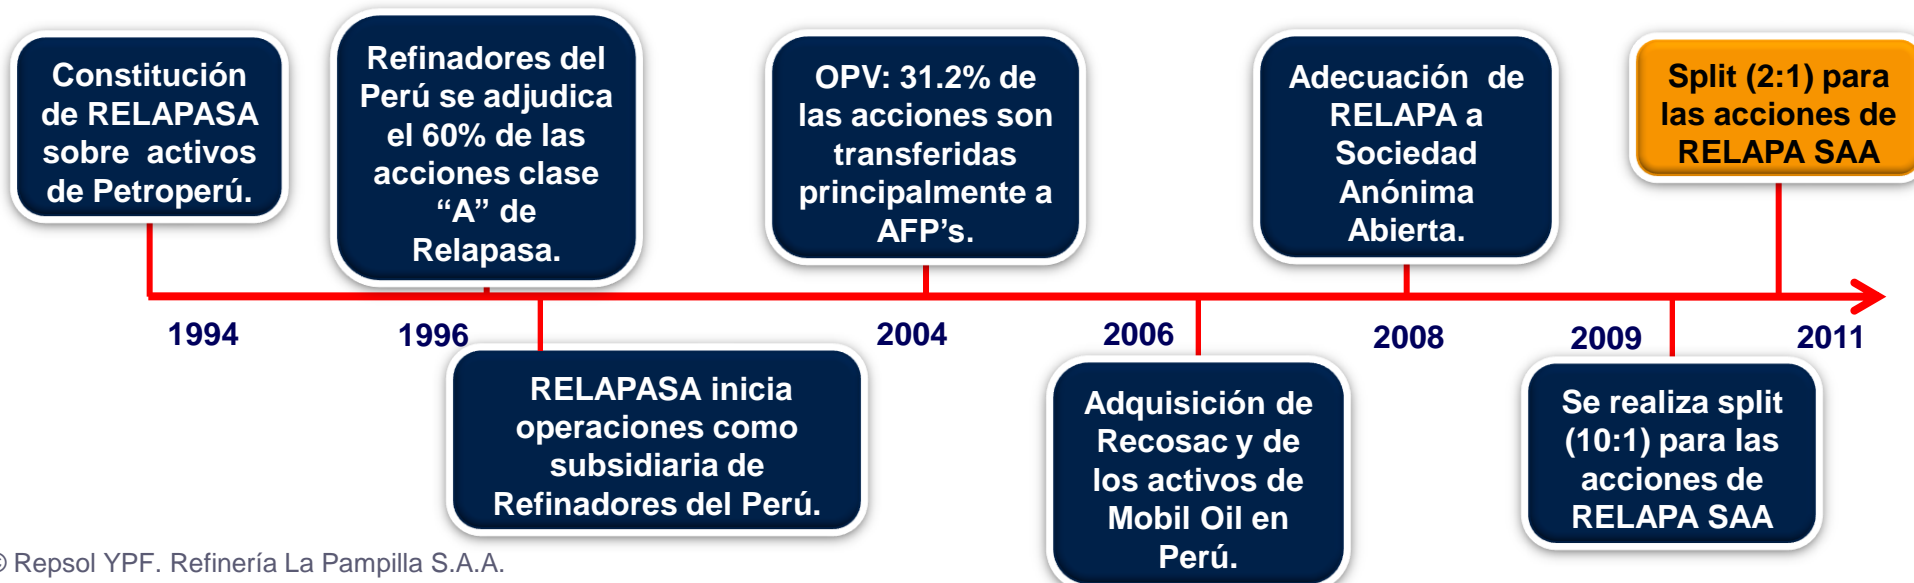 Constitución
de RELAPASA
sobre activos
de Petroperú.
Refinadores del
Perú se adjudica
el 60% de las
acciones clase
“A” de
Relapasa.
OPV: 31.2% de
las acciones son
transferidas
principalmente a
AFP’s.
Adecuación de
RELAPA a
Sociedad
Anónima
Abierta.
Split (2:1) para
las acciones de
RELAPA SAA
1994
1996
2004
2006
2008
2009
2011
RELAPASA inicia
operaciones como
subsidiaria de
Refinadores del Perú.
Adquisición de
Recosac y de
los activos de
Mobil Oil en
Perú.
Se realiza split
(10:1) para las
acciones de
RELAPA SAA
© Repsol YPF. Refinería La Pampilla S.A.A.